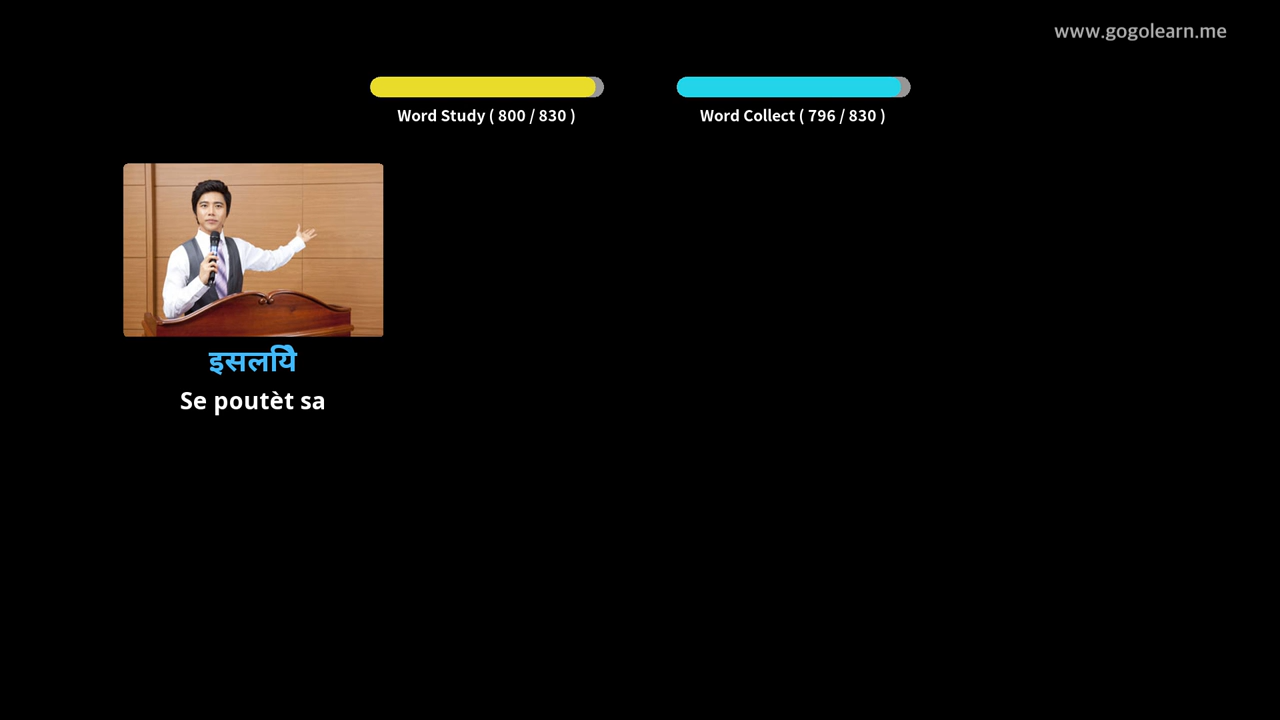 www.gogolearn.me
Word Study ( 800 / 830 )
Word Collect ( 796 / 830 )
इसलिये
Se poutèt sa